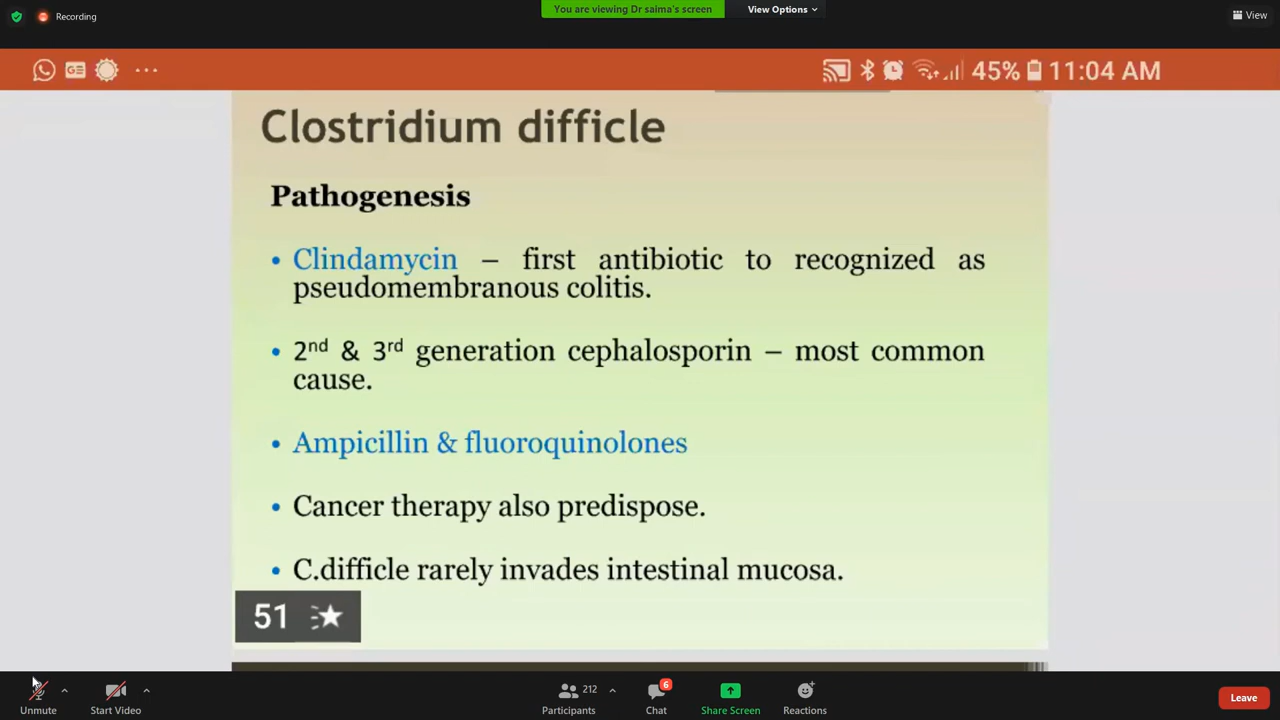 Recording
You are viewing Dr saima's screen
View Options
View
GE
45%
11:04 AM
Clostridium difficle
Pathogenesis
• Clindamycin – first antibiotic to recognized as
pseudomembranous colitis.
• 2nd & 3rd generation cephalosporin – most common
cause.
• Ampicillin & fluoroquinolones
• Cancer therapy also predispose.
• C.difficle rarely invades intestinal mucosa.
51
Unmute
Start Video
212
Participants
6
Chat
Share Screen
Reactions
Leave